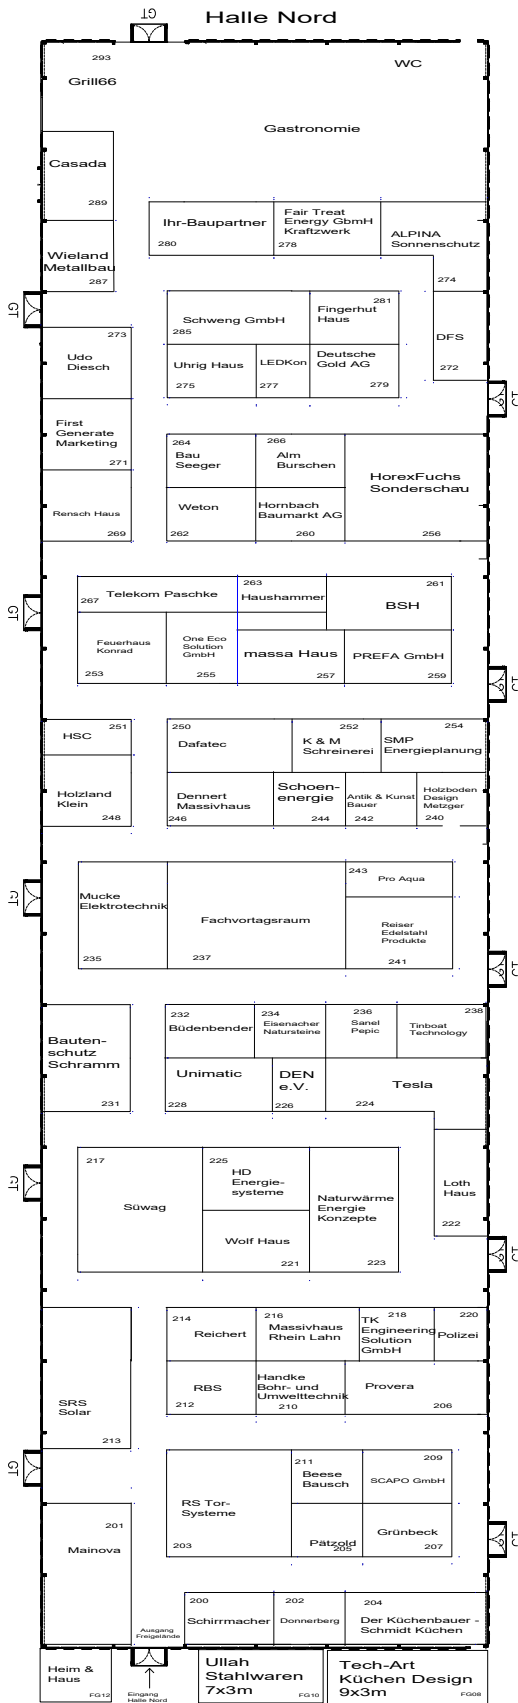 Halle Nord
GT
293
Grill66
WC
Gastronomie
Casada
289
Ihr-Baupartner
280
Fair Treat
Energy GbmH
Kraftzwerk
278
ALPINA
Sonnenschutz
274
Wieland
Metallbau
287
GT
281
Fingerhut
Haus
Schweng GmbH
285
DFS
272
273
Udo
Diesch
Uhrig Haus
275
LEDKon
277
Deutsche
Gold AG
279
GT
First
Generate
Marketing
271
264
Bau
Seeger
266
Alm
Burschen
HorexFuchs
Sonderschau
256
Rensch Haus
269
Weton
262
Hornbach
Baumarkt AG
260
GT
267
Telekom Paschke
263
Haushammer
261
BSH
Feuerhaus
Konrad
253
One Eco
Solution
GmbH
255
massa Haus
257
PREFA GmbH
259
GT
251
HSC
250
Dafatec
252
K & M
Schreinerei
254
SMP
Energieplanung
Holzland
Klein
248
Dennert
Massivhaus
246
Schoen-
energie
244
Antik & Kunst
Bauer
242
Holzboden
Design
Metzger
240
GT
Mucke
Elektrotechnik
235
Fachvortagsraum
237
243
Pro Aqua
Reiser
Edelstahl
Produkte
241
GT
Bauten-
schutz
Schramm
231
232
Büdenbender
234
Eisenacher
Natursteine
236
Sanel
Pepic
238
Tinboat
Technology
Unimatic
228
DEN
e.V.
226
Tesla
224
GT
217
Süwag
225
HD
Energie-
systeme
Wolf Haus
221
Naturwärme
Energie
Konzepte
223
Loth
Haus
222
GT
SRS
Solar
213
214
Reichert
216
Massivhaus
Rhein Lahn
218
TK
Engineering
Solution
GmbH
220
Polizei
RBS
212
Handke
Bohr- und
Umwelttechnik
210
Provera
206
GT
RS Tor-
Systeme
203
211
Beese
Bausch
209
SCAPO GmbH
Pätzold
205
Grünbeck
207
GT
201
Mainova
200
Schirrmacher
202
Donnerberg
204
Der Küchenbauer -
Schmidt Küchen
Ausgang
Freigelände
Heim &
Haus
FG12
Eingang
Halle Nord
Ullah
Stahlwaren
7x3m
FG10
Tech-Art
Küchen Design
9x3m
FG08